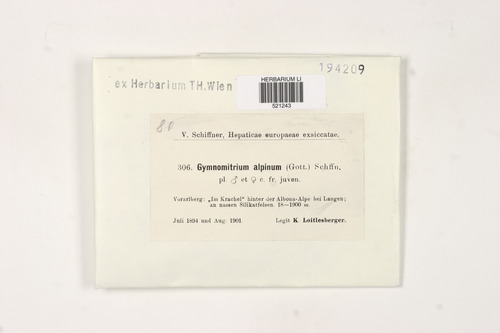 194209
ex Herbarium TH.Wien
HERBARIUM LI
521243
80
V. Schiffner, Hepaticae europaeae exsiccatae.
306. Gymnomitrium alpinum (Gott.) Schffn.
pl. ♂ et ♀ c. fr. juven.
Vorarlberg: „Im Krachel“ hinter der Albona-Alpe bei Langen;
an nassen Silikatfelsen. 18—1900 m.
Juli 1894 und Aug. 1901. Legit K. Loitlesberger.